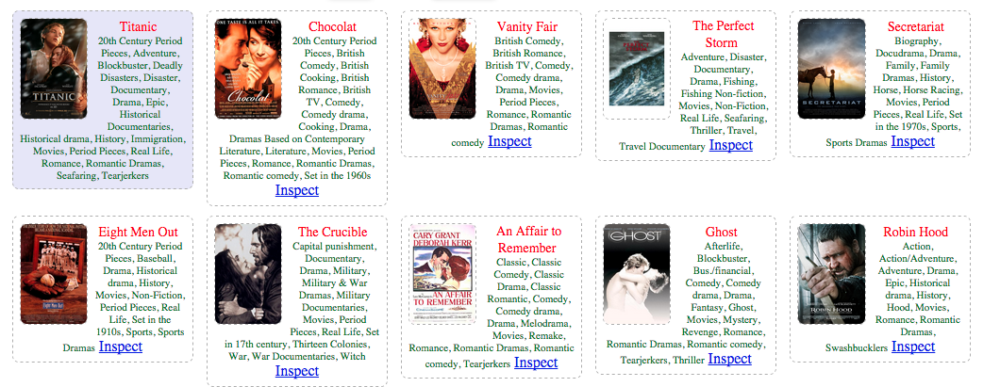 Titanic
20th Century Period
Pieces, Adventure,
Blockbuster, Deadly
Disasters, Disaster,
Documentary,
Drama, Epic,
Historical
Documentaries,
Historical drama, History, Immigration,
Movies, Period Pieces, Real Life,
Romance, Romantic Dramas,
Seafaring, Tearjerkers
TITANIC
Chocolat
20th Century Period
Pieces, British
Comedy, British
Cooking, British
Romance, British
TV, Comedy,
Comedy drama,
Cooking, Drama,
Dramas Based on Contemporary
Literature, Literature, Movies, Period
Pieces, Romance, Romantic Dramas,
Romantic comedy, Set in the 1960s
Inspect
ONE TASTE IS ALL IT TAKES.
Chocolat
Vanity Fair
British Comedy,
British Romance,
British TV, Comedy,
Comedy drama,
Drama, Movies,
Period Pieces,
Romance, Romantic
Dramas, Romantic
comedy Inspect
The Perfect
Storm
Adventure, Disaster,
Documentary,
Drama, Fishing,
Fishing Non-fiction,
Movies, Non-Fiction,
Real Life, Seafaring,
Thriller, Travel,
Travel Documentary Inspect
Secretariat
Biography,
Docudrama, Drama,
Family, Family
Dramas, History,
Horse, Horse Racing,
Movies, Period
Pieces, Real Life, Set
in the 1970s, Sports,
Sports Dramas Inspect
SECRETARIAT
Eight Men Out
20th Century Period
Pieces, Baseball,
Drama, Historical
drama, History,
Movies, Non-Fiction,
Period Pieces, Real
Life, Set in the
1910s, Sports, Sports
Dramas Inspect
Eight Men Out
The Crucible
Capital punishment,
Documentary,
Drama, Military,
Military & War
Dramas, Military
Documentaries,
Movies, Period
Pieces, Real Life, Set
in 17th century, Thirteen Colonies,
War, War Documentaries, Witch
Inspect
An Affair to
Remember
Classic, Classic
Comedy, Classic
Drama, Classic
Romantic, Comedy,
Comedy drama,
Drama, Melodrama,
Movies, Remake,
Romance, Romantic Dramas, Romantic
comedy, Tearjerkers Inspect
CARY GRANT
DEBORAH KERR
AN AFFAIR
TO REMEMBER
Ghost
Afterlife,
Blockbuster,
Bus./financial,
Comedy, Comedy
drama, Drama,
Fantasy, Ghost,
Movies, Mystery,
Revenge, Romance,
Romantic Dramas, Romantic comedy,
Tearjerkers, Thriller Inspect
GHOST
Robin Hood
Action,
Action/Adventure,
Adventure, Drama,
Epic, Historical
drama, History,
Hood, Movies,
Romance, Romantic
Dramas,
Swashbucklers Inspect
ROBIN HOOD